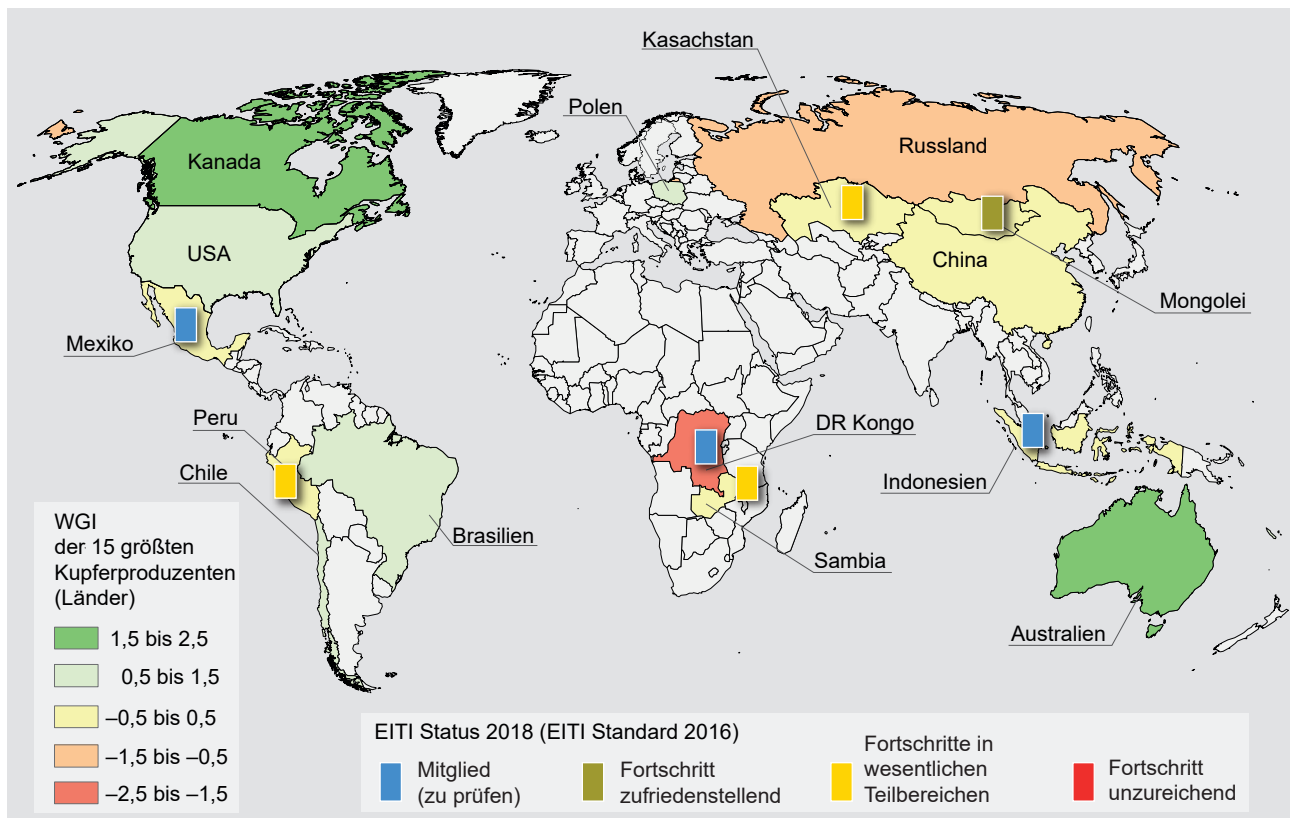 Kasachstan
Polen
Kanada
Russland
USA
China
Mongolei
Mexiko
Peru
DR Kongo
Chile
Indonesien
Brasilien
Sambia
Australien
WGI
der 15 größten
Kupferproduzenten
(Länder)
1,5 bis 2,5
0,5 bis 1,5
–0,5 bis 0,5
–1,5 bis –0,5
–2,5 bis –1,5
EITI Status 2018 (EITI Standard 2016)
Mitglied
(zu prüfen)
Fortschritt
zufriedenstellend
Fortschritte in
wesentlichen
Teilbereichen
Fortschritt
unzureichend